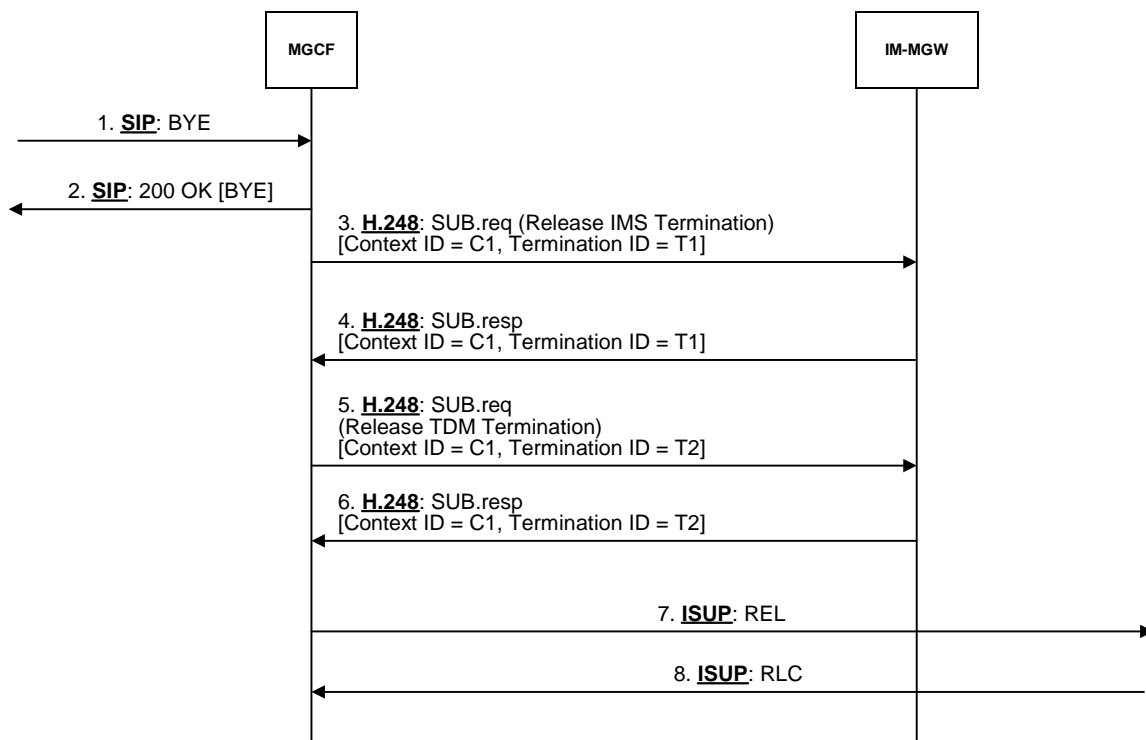 MGCF
IM-MGW
1. SIP: BYE
2. SIP: 200 OK [BYE]
3. H.248: SUB.req (Release IMS Termination)
[Context ID = C1, Termination ID = T1]
4. H.248: SUB.resp
[Context ID = C1, Termination ID = T1]
5. H.248: SUB.req
(Release TDM Termination)
[Context ID = C1, Termination ID = T2]
6. H.248: SUB.resp
[Context ID = C1, Termination ID = T2]
7. ISUP: REL
8. ISUP: RLC